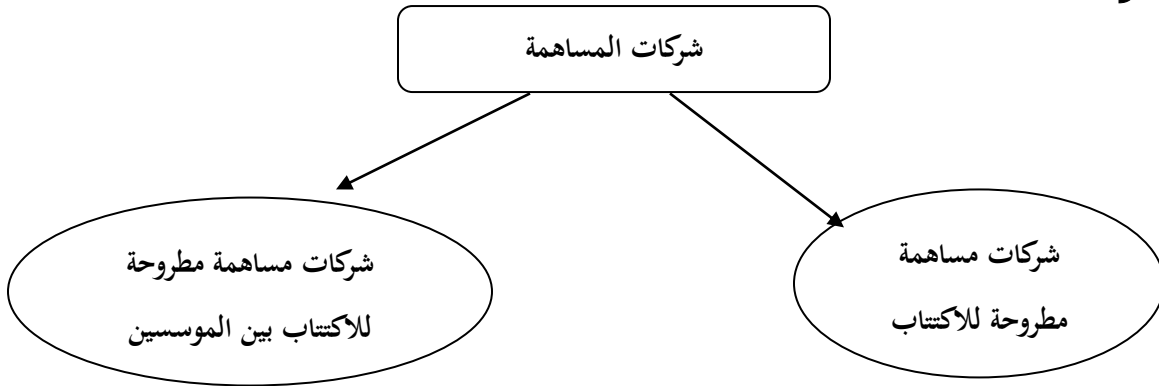 شركات المساهمة
شركات مساهمة
مطروحة للاكتتاب
شركات مساهمة مطروحة
للاكتتاب بين الموسسين